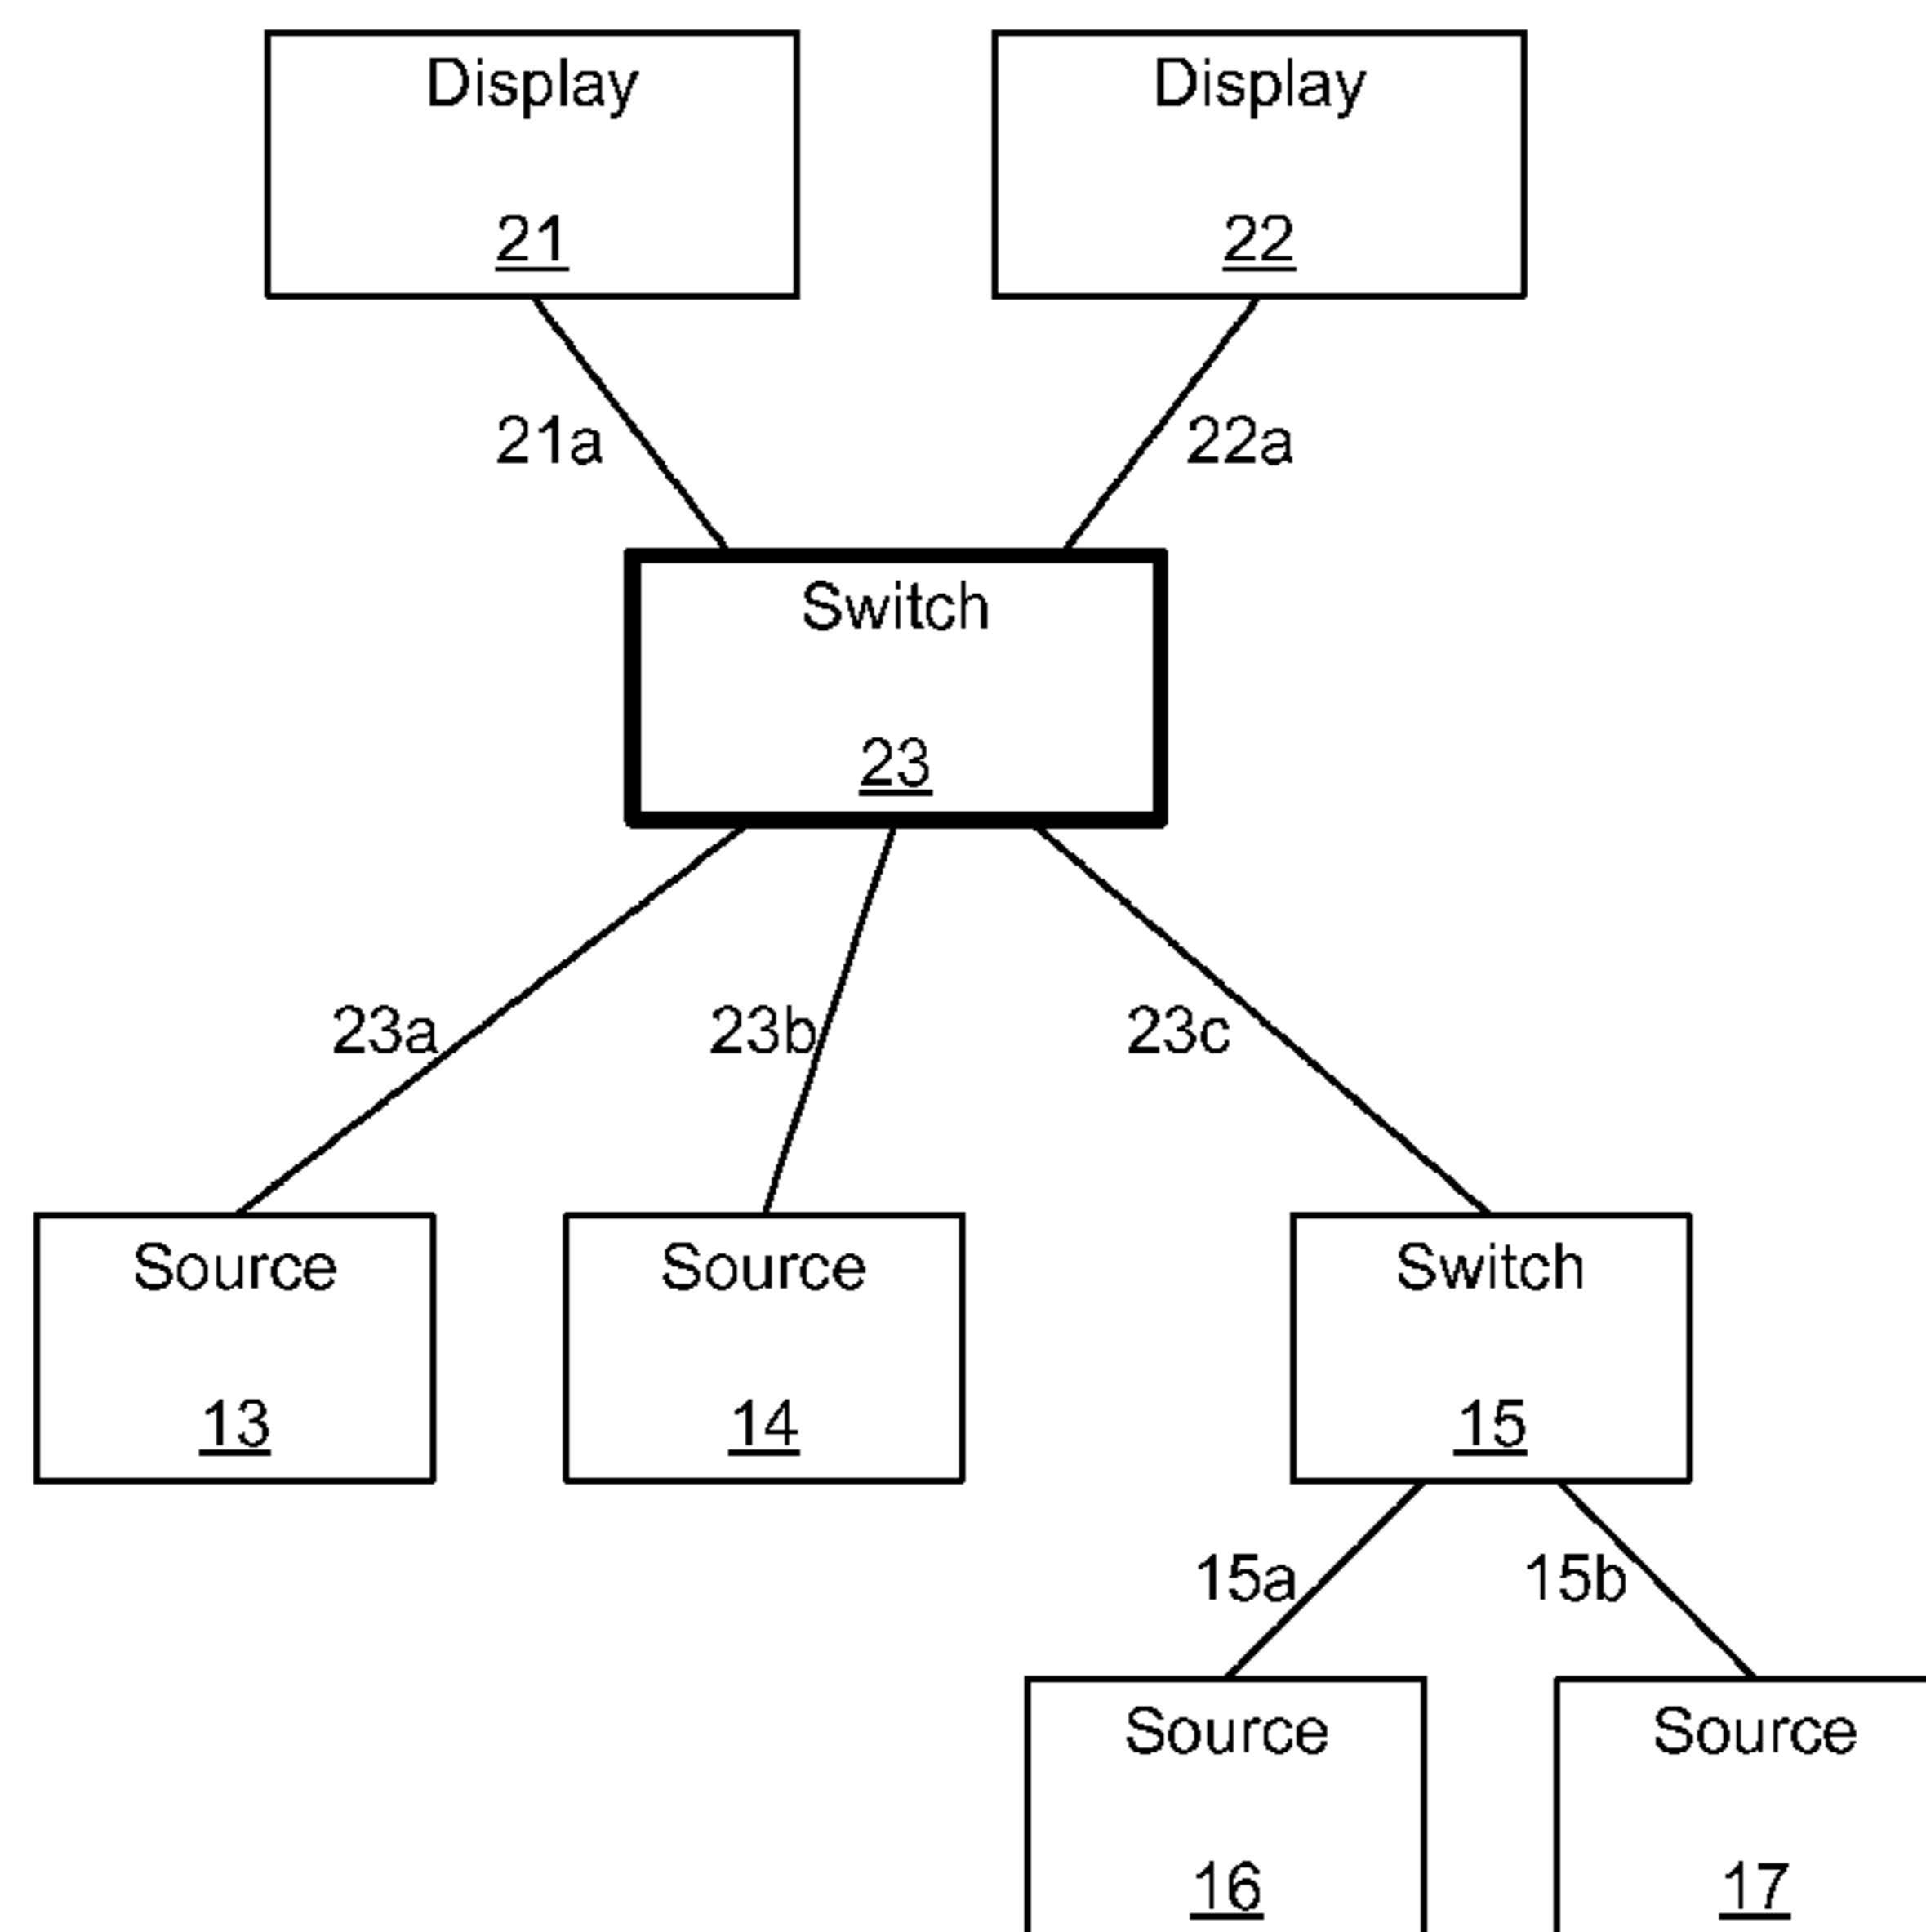 Display
21
Display
22
21a
22a
Switch
23
23a
23b
23c
Source
13
Source
14
Switch
15
15a
15b
Source
16
Source
17